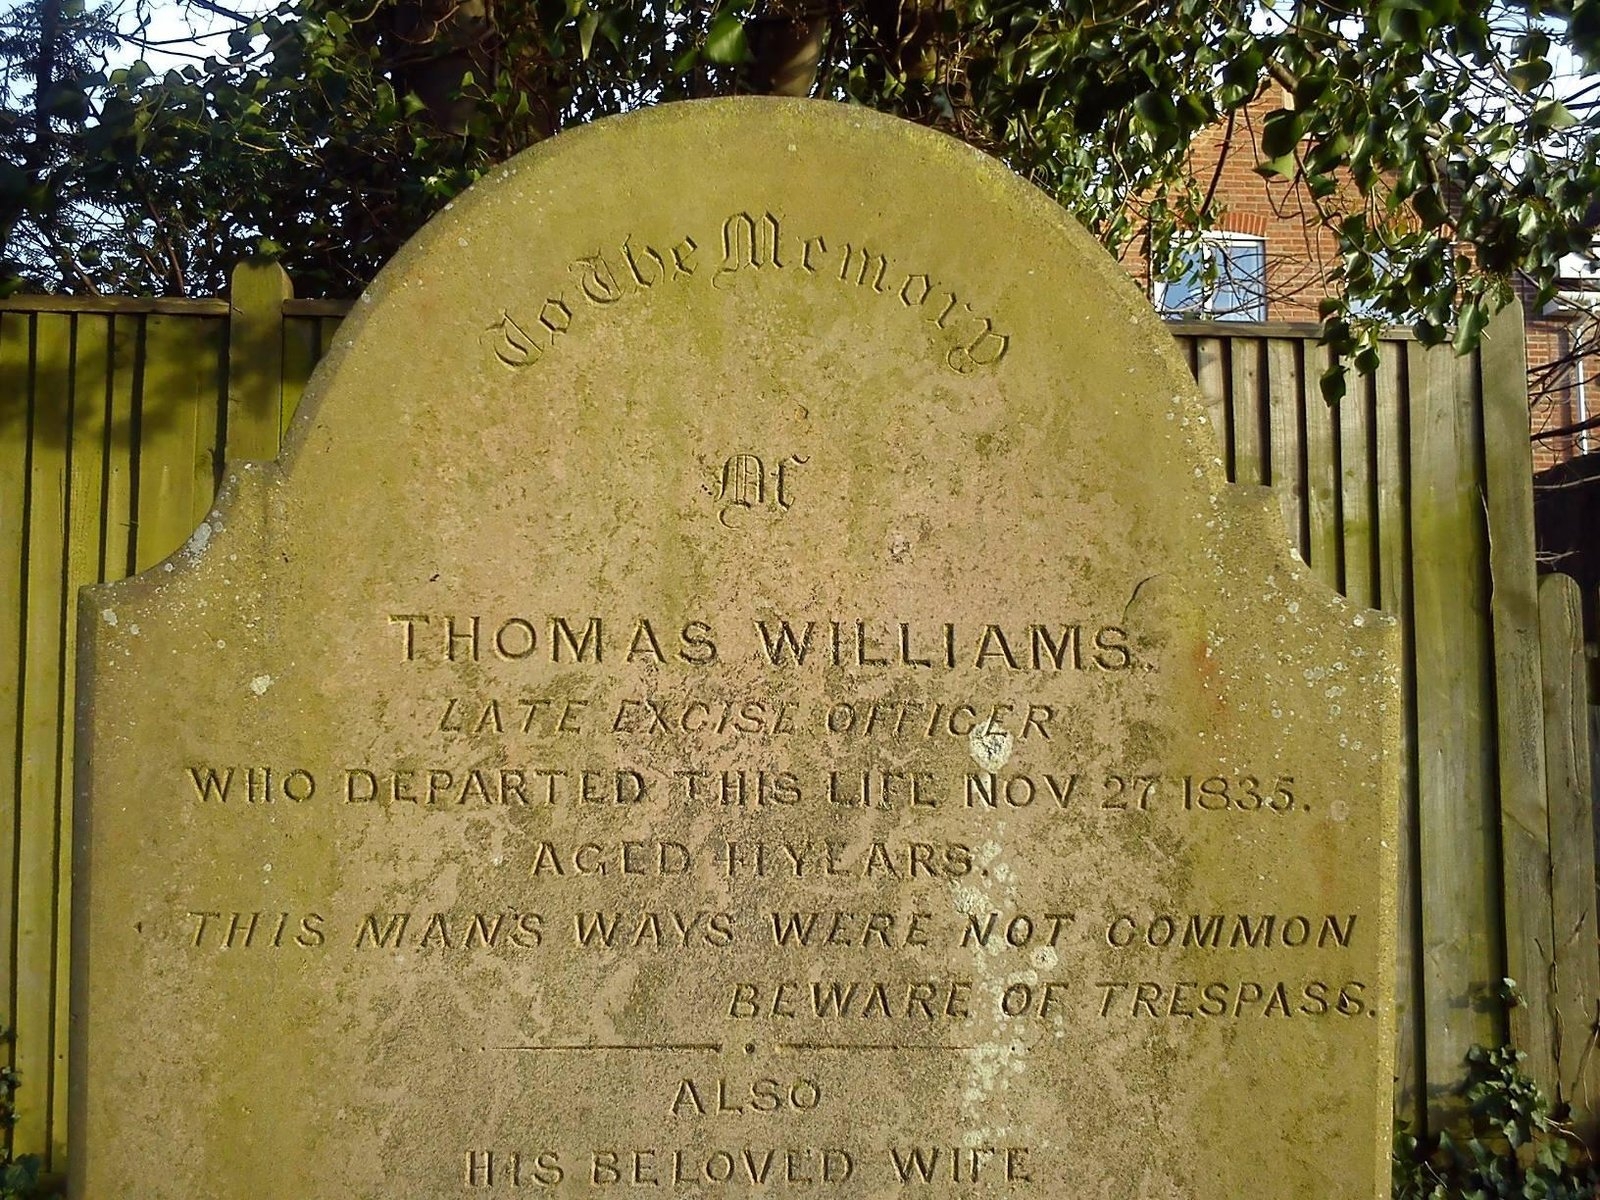 To The Memory
Of
THOMAS WILLIAMS.
LATE EXCISE OFFICER
WHO DEPARTED THIS LIFE NOV 27 1835.
AGED YEARS.
THIS MAN'S WAYS WERE NOT COMMON
BEWARE OF TRESPASS.
ALSO
HIS BELOVED WIFE